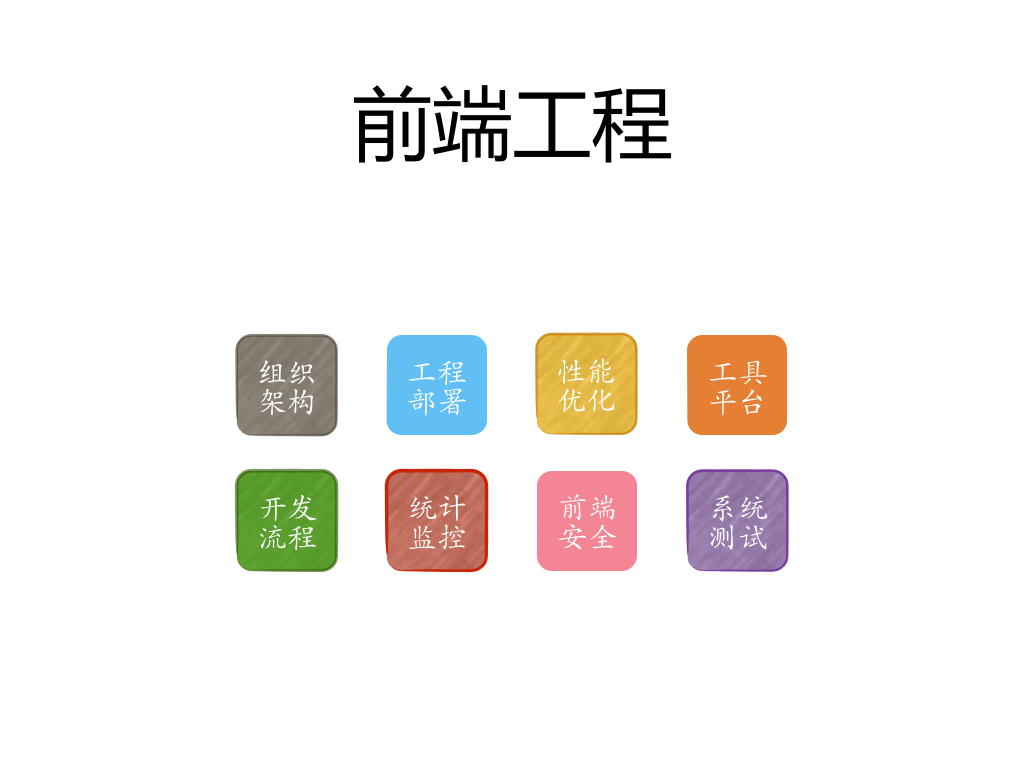 前端工程
组织
架构
工程
部署
性能
优化
工具
平台
开发
流程
统计
监控
前端
安全
系统
测试